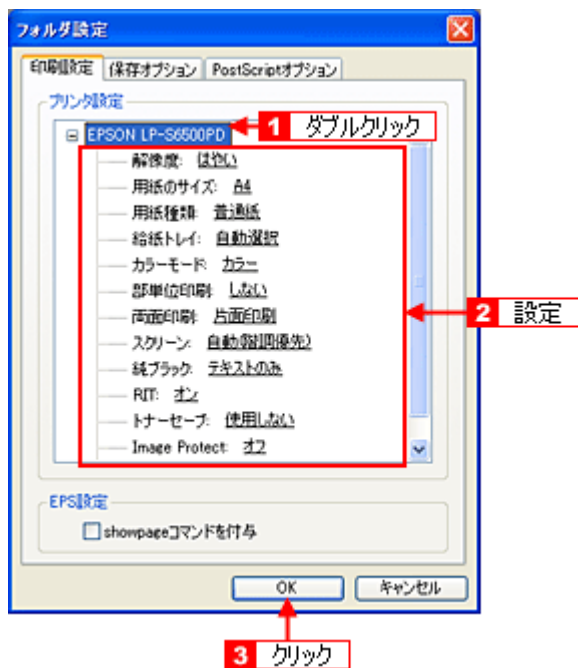 フォルダ設定
印刷設定 保存オプション PostScriptオプション
プリンタ設定
EPSON LP-S6500PD 1 ダブルクリック
解像度: はやい
用紙のサイズ: A4
用紙種類: 普通紙
給紙トレイ: 自動選択
カラーモード: カラー
部単位印刷: しない
両面印刷: 片面印刷
2 設定
スクリーン: 自動(階調優先)
純ブラック: テキストのみ
RIT: オン
トナーセーブ: 使用しない
Image Protect: オフ
EPS設定
showpageコマンドを付与
OK キャンセル
3 クリック